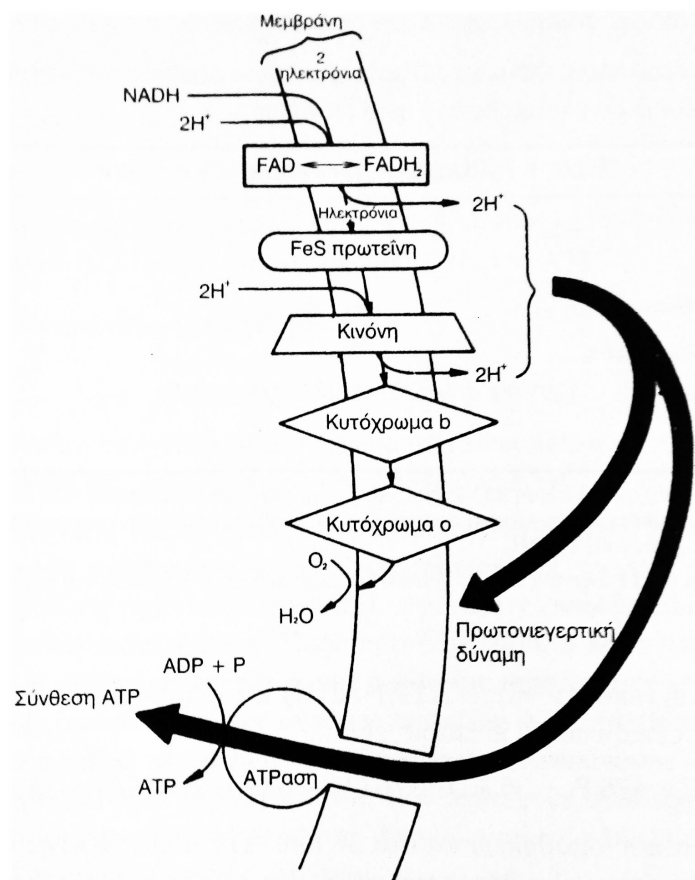 Μεμβράνη
2
ηλεκτρόνια
NADH
2H⁺
FAD ⟷ FADH₂
2H⁺
Ηλεκτρόνια
FeS πρωτεΐνη
2H⁺
Κινόνη
2H⁺
Κυτόχρωμα b
Κυτόχρωμα o
O₂
H₂O
Πρωτονιεγερτική
δύναμη
ADP + P
Σύνθεση ATP
ATP
ATPαση